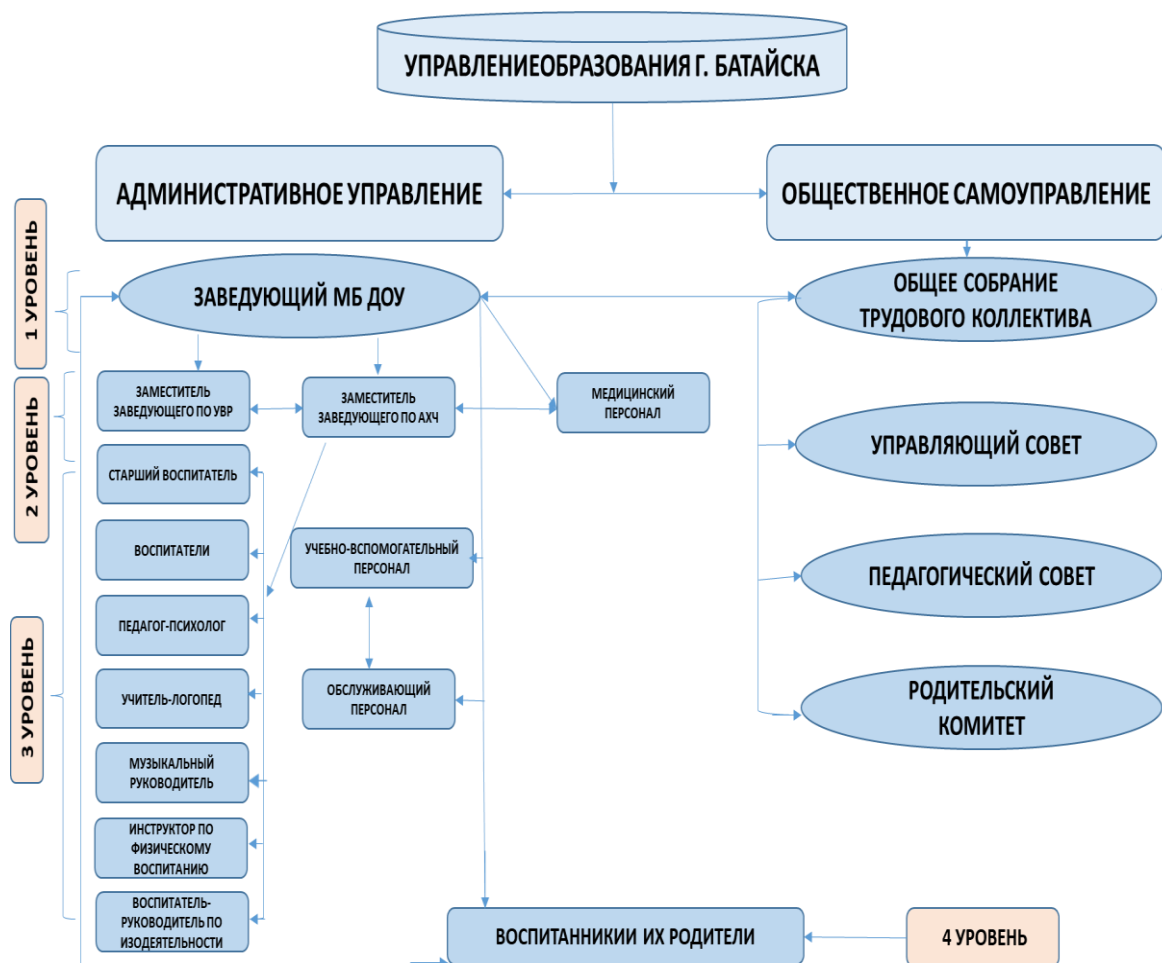 УПРАВЛЕНИЕОБРАЗОВАНИЯ Г. БАТАЙСКА
АДМИНИСТРАТИВНОЕ УПРАВЛЕНИЕ
ОБЩЕСТВЕННОЕ САМОУПРАВЛЕНИЕ
1 УРОВЕНЬ
ЗАВЕДУЮЩИЙ МБ ДОУ
ОБЩЕЕ СОБРАНИЕ
ТРУДОВОГО КОЛЛЕКТИВА
2 УРОВЕНЬ
ЗАМЕСТИТЕЛЬ
ЗАВЕДУЮЩЕГО ПО УВР
ЗАМЕСТИТЕЛЬ
ЗАВЕДУЮЩЕГО ПО АХЧ
МЕДИЦИНСКИЙ
ПЕРСОНАЛ
УПРАВЛЯЮЩИЙ СОВЕТ
СТАРШИЙ ВОСПИТАТЕЛЬ
3 УРОВЕНЬ
ВОСПИТАТЕЛИ
УЧЕБНО-ВСПОМОГАТЕЛЬНЫЙ
ПЕРСОНАЛ
ПЕДАГОГИЧЕСКИЙ СОВЕТ
ПЕДАГОГ-ПСИХОЛОГ
УЧИТЕЛЬ-ЛОГОПЕД
ОБСЛУЖИВАЮЩИЙ
ПЕРСОНАЛ
РОДИТЕЛЬСКИЙ
КОМИТЕТ
МУЗЫКАЛЬНЫЙ
РУКОВОДИТЕЛЬ
ИНСТРУКТОР ПО
ФИЗИЧЕСКОМУ
ВОСПИТАНИЮ
ВОСПИТАТЕЛЬ-
РУКОВОДИТЕЛЬ ПО
ИЗОДЕЯТЕЛЬНОСТИ
ВОСПИТАННИКИИ ИХ РОДИТЕЛИ
4 УРОВЕНЬ